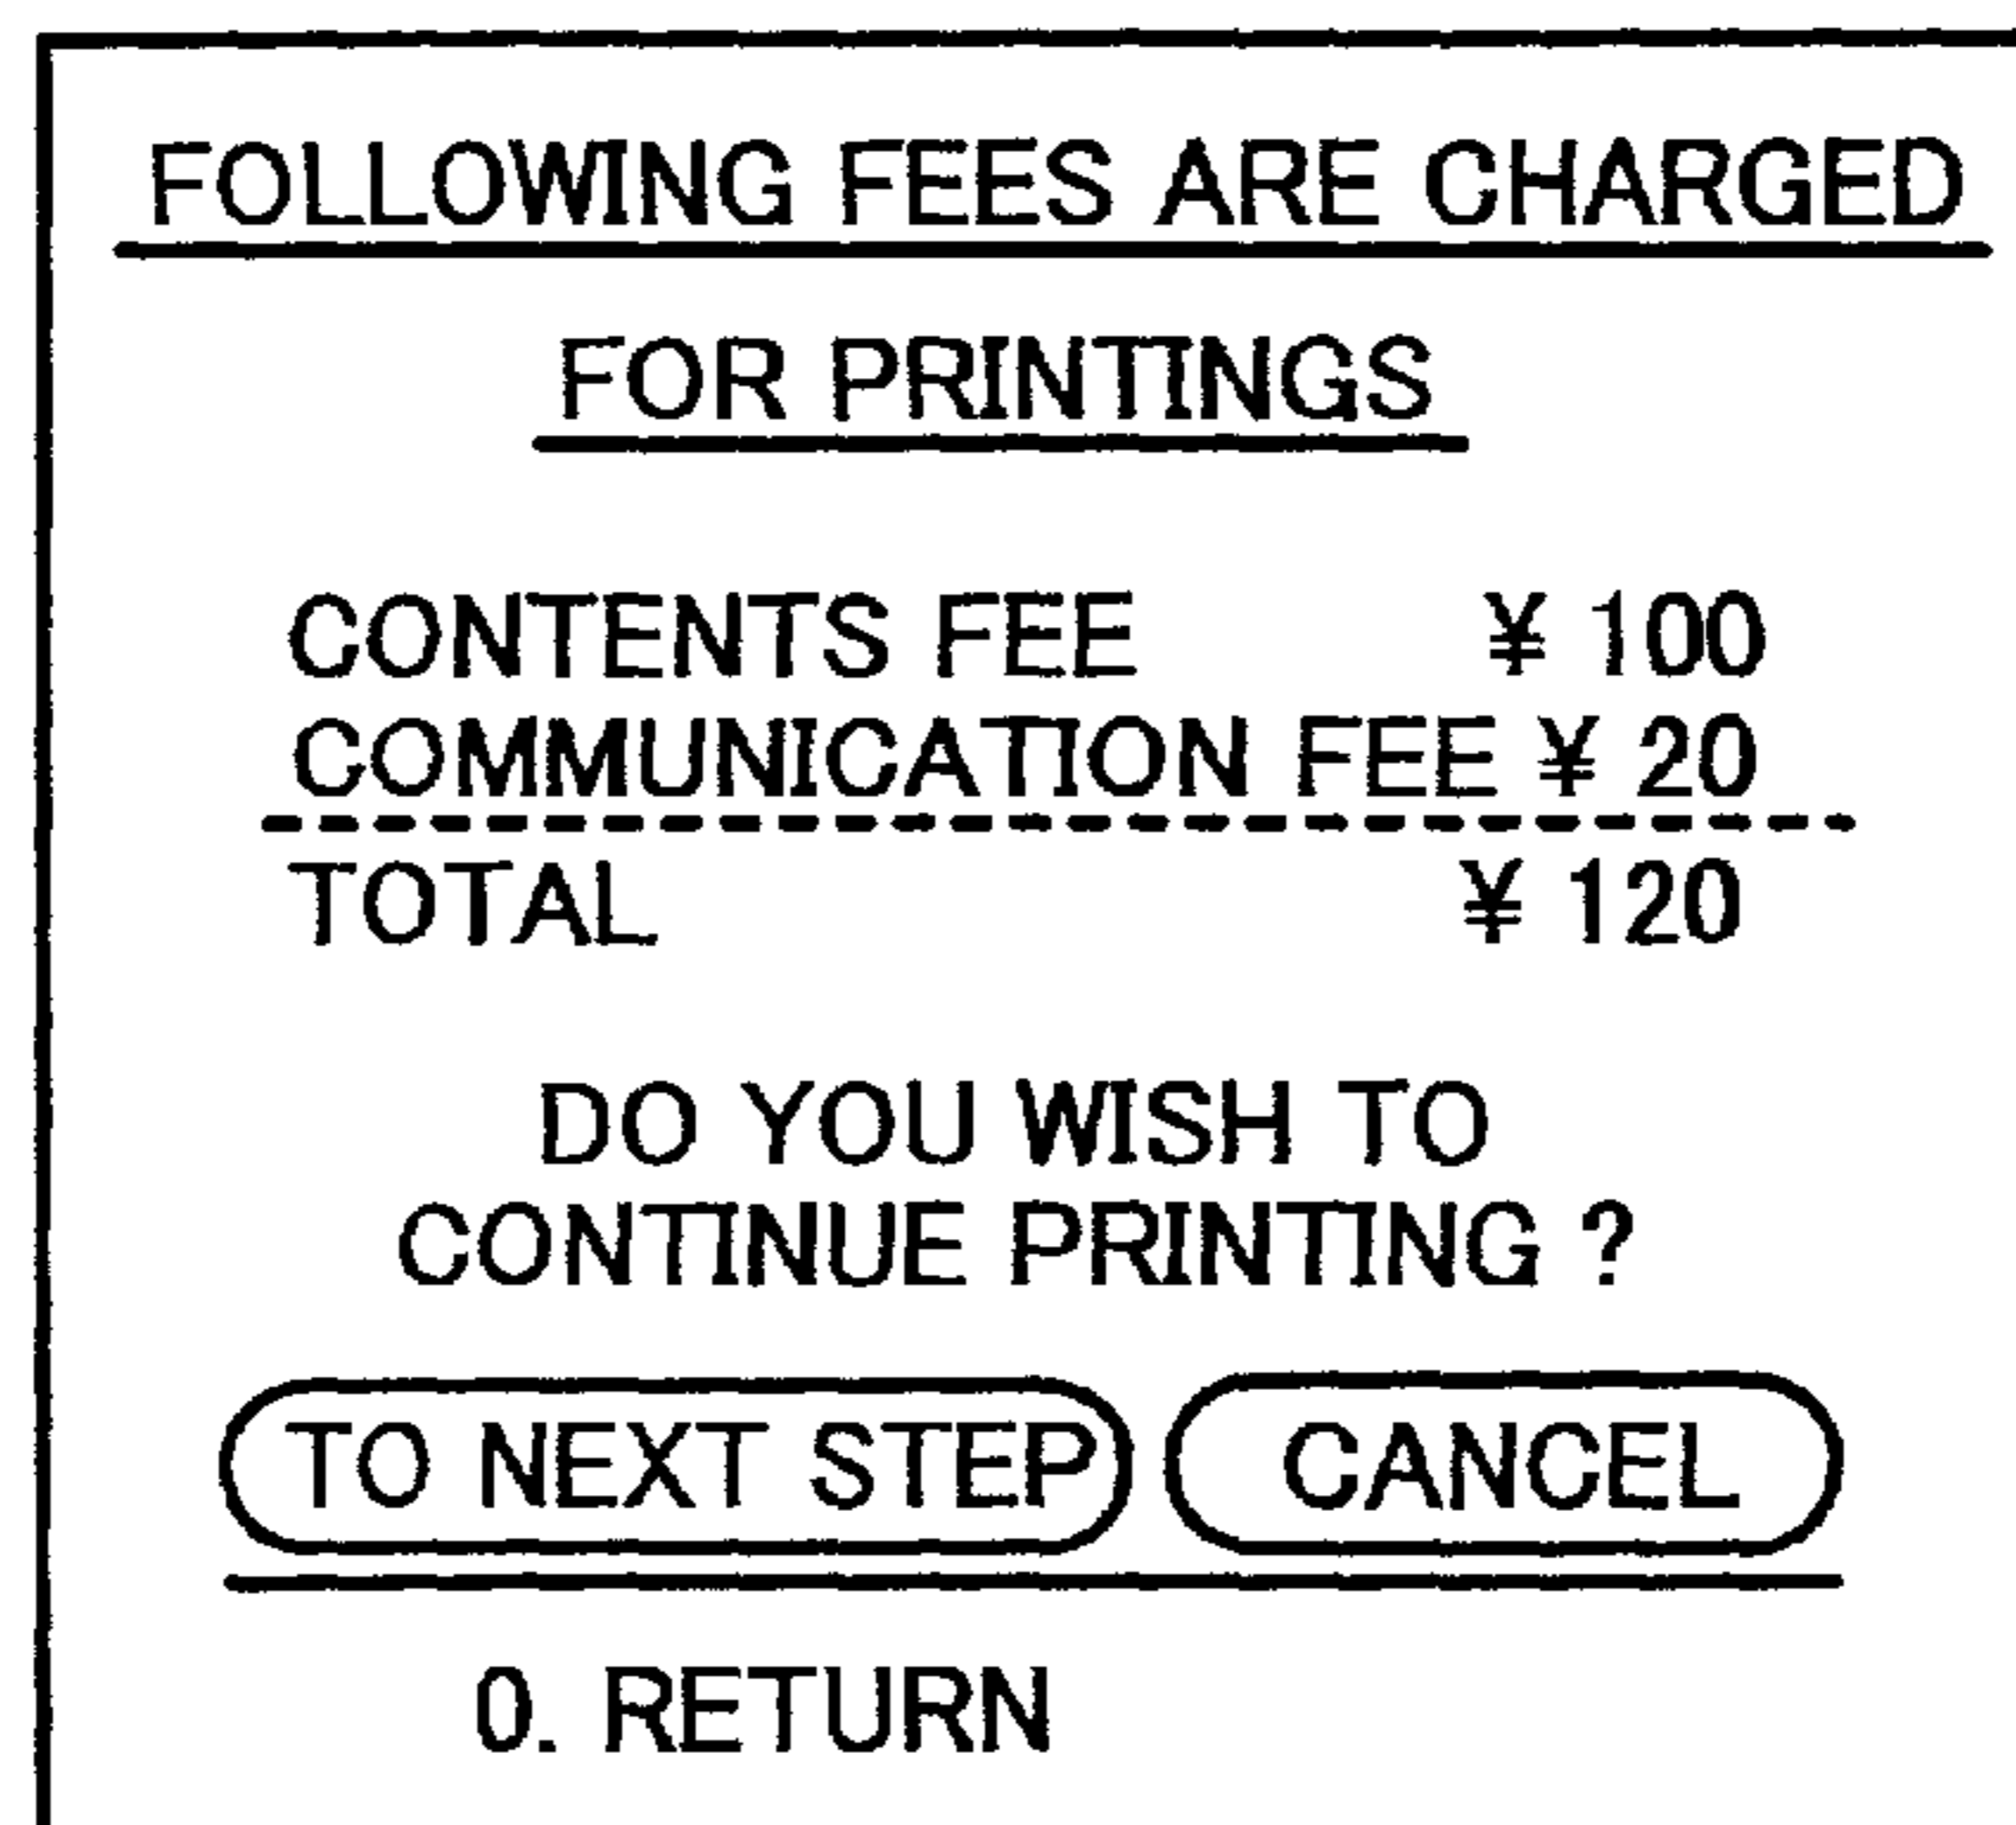 FOLLOWING FEES ARE CHARGED
FOR PRINTINGS
CONTENTS FEE ¥ 100
COMMUNICATION FEE ¥ 20
TOTAL ¥ 120
DO YOU WISH TO
CONTINUE PRINTING ?
TO NEXT STEP CANCEL
0. RETURN